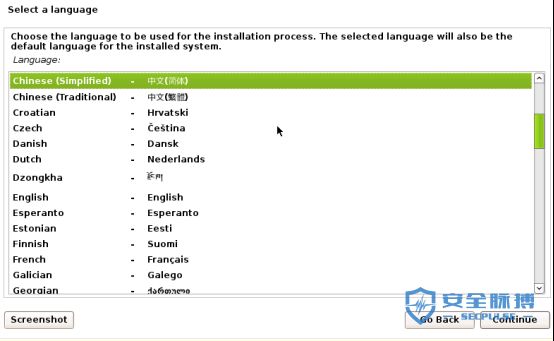 Select a language
Choose the language to be used for the installation process. The selected language will also be the
default language for the installed system.
Language:
Chinese (Simplified) - 中文(简体)
Chinese (Traditional) - 中文(繁體)
Croatian - Hrvatski
Czech - Čeština
Danish - Dansk
Dutch - Nederlands
Dzongkha - རྫོང་ཁ།
English - English
Esperanto - Esperanto
Estonian - Eesti
Finnish - Suomi
French - Français
Galician - Galego
Georgian - ქართული
安全脉搏
SECPULSE
Screenshot
Go Back
Continue